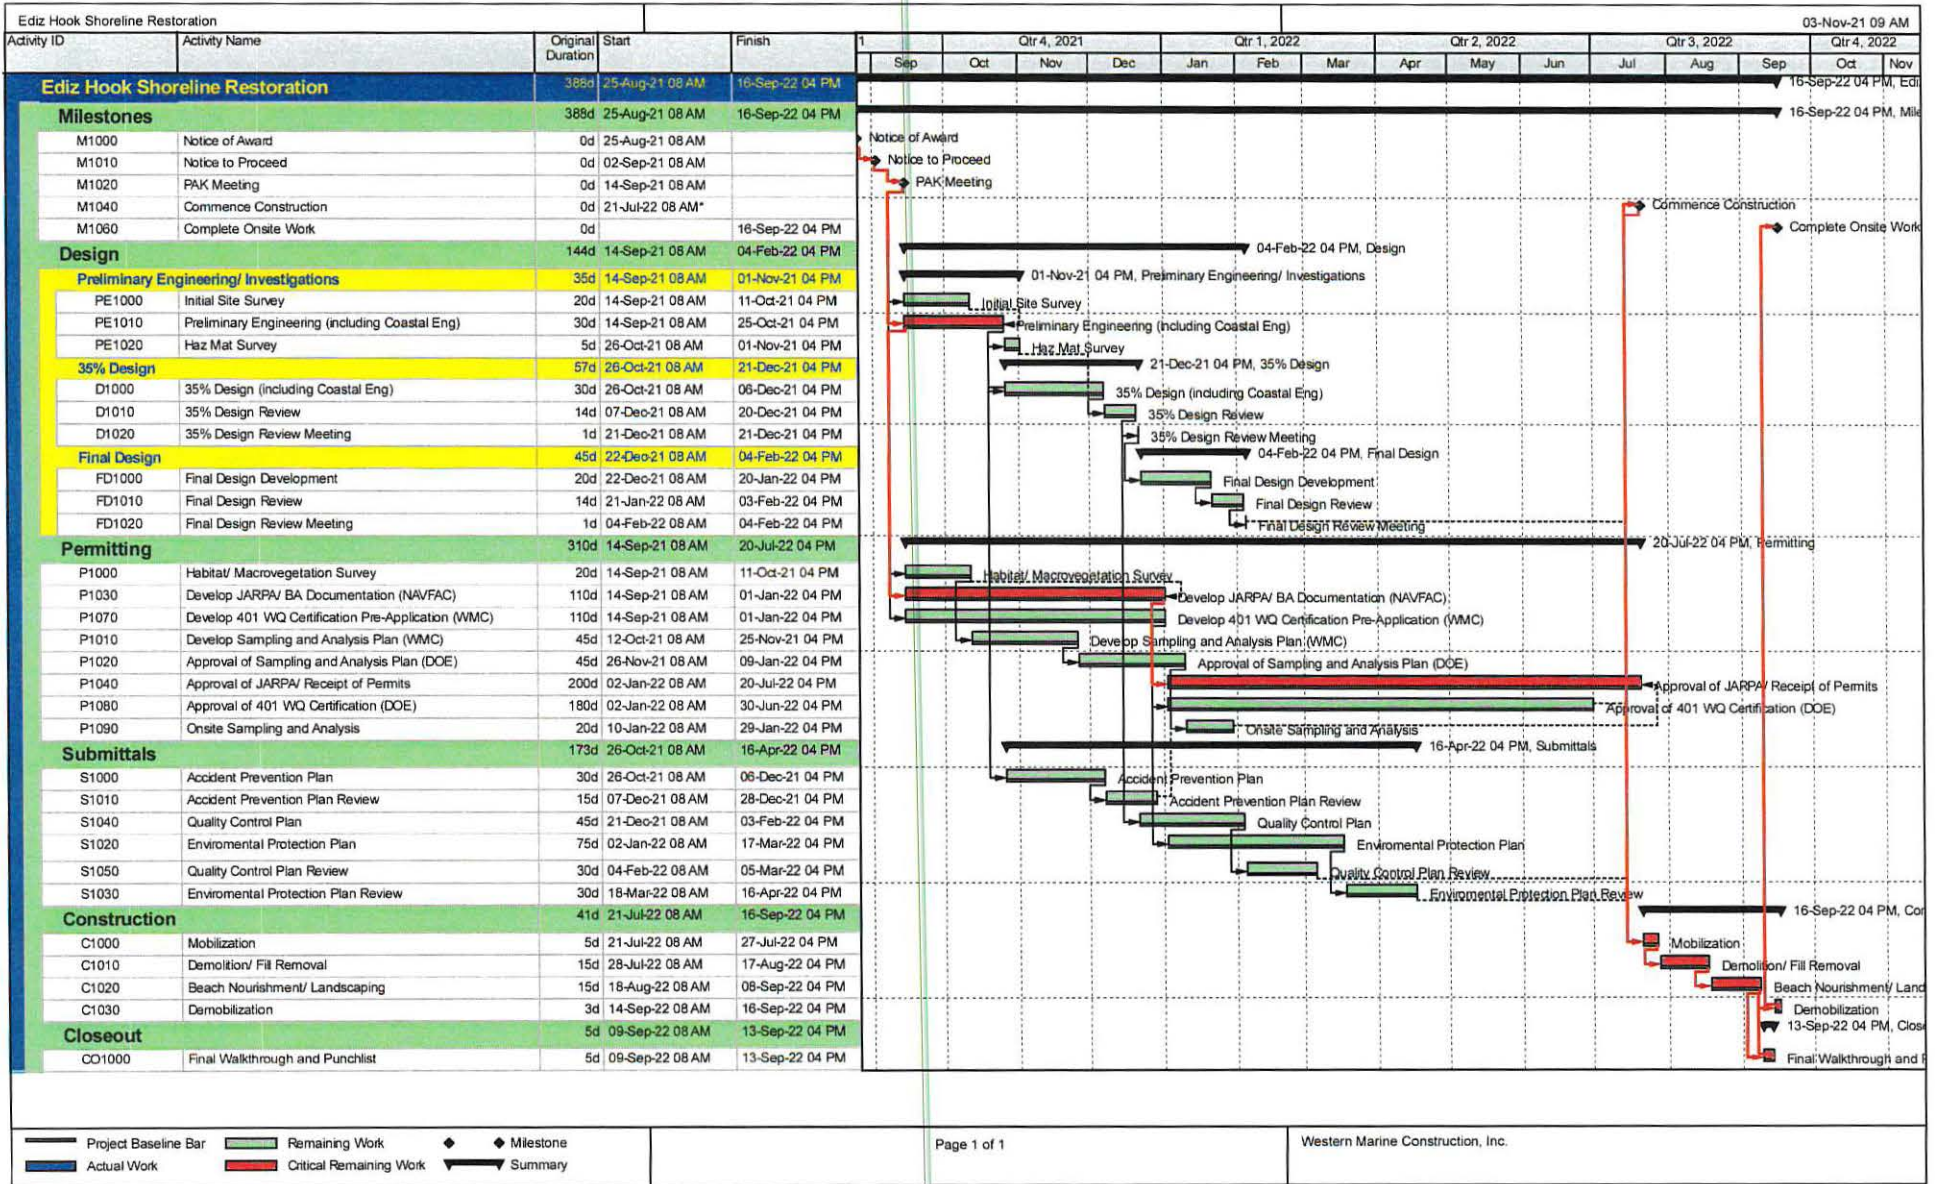 Ediz Hook Shoreline Restoration 03-Nov-21 09 AM
Activity ID Activity Name Original Duration Start Finish 1 Qtr 4, 2021 Qtr 1, 2022 Qtr 2, 2022 Qtr 3, 2022 Qtr 4, 2022
Sep Oct Nov Dec Jan Feb Mar Apr May Jun Jul Aug Sep Oct Nov
Ediz Hook Shoreline Restoration 388d 25-Aug-21 08 AM 16-Sep-22 04 PM 16-Sep-22 04 PM, Edi
Milestones 388d 25-Aug-21 08 AM 16-Sep-22 04 PM 16-Sep-22 04 PM, Mile
M1000 Notice of Award 0d 25-Aug-21 08 AM Notice of Award
M1010 Notice to Proceed 0d 02-Sep-21 08 AM Notice to Proceed
M1020 PAK Meeting 0d 14-Sep-21 08 AM PAK Meeting
M1040 Commence Construction 0d 21-Jul-22 08 AM* Commence Construction
M1060 Complete Onsite Work 0d 16-Sep-22 04 PM Complete Onsite Work
Design 144d 14-Sep-21 08 AM 04-Feb-22 04 PM 04-Feb-22 04 PM, Design
Preliminary Engineering/ Investigations 35d 14-Sep-21 08 AM 01-Nov-21 04 PM 01-Nov-21 04 PM, Preliminary Engineering/ Investigations
PE1000 Initial Site Survey 20d 14-Sep-21 08 AM 11-Oct-21 04 PM Initial Site Survey
PE1010 Preliminary Engineering (including Coastal Eng) 30d 14-Sep-21 08 AM 25-Oct-21 04 PM Preliminary Engineering (including Coastal Eng)
PE1020 Haz Mat Survey 5d 26-Oct-21 08 AM 01-Nov-21 04 PM Haz Mat Survey
35% Design 57d 26-Oct-21 08 AM 21-Dec-21 04 PM 21-Dec-21 04 PM, 35% Design
D1000 35% Design (including Coastal Eng) 30d 26-Oct-21 08 AM 06-Dec-21 04 PM 35% Design (including Coastal Eng)
D1010 35% Design Review 14d 07-Dec-21 08 AM 20-Dec-21 04 PM 35% Design Review
D1020 35% Design Review Meeting 1d 21-Dec-21 08 AM 21-Dec-21 04 PM 35% Design Review Meeting
Final Design 45d 22-Dec-21 08 AM 04-Feb-22 04 PM 04-Feb-22 04 PM, Final Design
FD1000 Final Design Development 20d 22-Dec-21 08 AM 20-Jan-22 04 PM Final Design Development
FD1010 Final Design Review 14d 21-Jan-22 08 AM 03-Feb-22 04 PM Final Design Review
FD1020 Final Design Review Meeting 1d 04-Feb-22 08 AM 04-Feb-22 04 PM Final Design Review Meeting
Permitting 310d 14-Sep-21 08 AM 20-Jul-22 04 PM 20-Jul-22 04 PM, Permitting
P1000 Habitat/ Macrovegetation Survey 20d 14-Sep-21 08 AM 11-Oct-21 04 PM Habitat/ Macrovegetation Survey
P1030 Develop JARPA/ BA Documentation (NAVFAC) 110d 14-Sep-21 08 AM 01-Jan-22 04 PM Develop JARPA/ BA Documentation (NAVFAC)
P1070 Develop 401 WQ Certification Pre-Application (WMC) 110d 14-Sep-21 08 AM 01-Jan-22 04 PM Develop 401 WQ Certification Pre-Application (WMC)
P1010 Develop Sampling and Analysis Plan (WMC) 45d 12-Oct-21 08 AM 25-Nov-21 04 PM Develop Sampling and Analysis Plan (WMC)
P1020 Approval of Sampling and Analysis Plan (DOE) 45d 26-Nov-21 08 AM 09-Jan-22 04 PM Approval of Sampling and Analysis Plan (DOE)
P1040 Approval of JARPA/ Receipt of Permits 200d 02-Jan-22 08 AM 20-Jul-22 04 PM Approval of JARPA/ Receipt of Permits
P1080 Approval of 401 WQ Certification (DOE) 180d 02-Jan-22 08 AM 30-Jun-22 04 PM Approval of 401 WQ Certification (DOE)
P1090 Onsite Sampling and Analysis 20d 10-Jan-22 08 AM 29-Jan-22 04 PM Onsite Sampling and Analysis
Submittals 173d 26-Oct-21 08 AM 16-Apr-22 04 PM 16-Apr-22 04 PM, Submittals
S1000 Accident Prevention Plan 30d 26-Oct-21 08 AM 06-Dec-21 04 PM Accident Prevention Plan
S1010 Accident Prevention Plan Review 15d 07-Dec-21 08 AM 28-Dec-21 04 PM Accident Prevention Plan Review
S1040 Quality Control Plan 45d 21-Dec-21 08 AM 03-Feb-22 04 PM Quality Control Plan
S1020 Enviromental Protection Plan 75d 02-Jan-22 08 AM 17-Mar-22 04 PM Enviromental Protection Plan
S1050 Quality Control Plan Review 30d 04-Feb-22 08 AM 05-Mar-22 04 PM Quality Control Plan Review
S1030 Enviromental Protection Plan Review 30d 18-Mar-22 08 AM 16-Apr-22 04 PM Enviromental Protection Plan Review
Construction 41d 21-Jul-22 08 AM 16-Sep-22 04 PM 16-Sep-22 04 PM, Cor
C1000 Mobilization 5d 21-Jul-22 08 AM 27-Jul-22 04 PM Mobilization
C1010 Demolition/ Fill Removal 15d 28-Jul-22 08 AM 17-Aug-22 04 PM Demolition/ Fill Removal
C1020 Beach Nourishment/ Landscaping 15d 18-Aug-22 08 AM 08-Sep-22 04 PM Beach Nourishment/ Land
C1030 Demobilization 3d 14-Sep-22 08 AM 16-Sep-22 04 PM Demobilization
Closeout 5d 09-Sep-22 08 AM 13-Sep-22 04 PM 13-Sep-22 04 PM, Close
CO1000 Final Walkthrough and Punchlist 5d 09-Sep-22 08 AM 13-Sep-22 04 PM Final Walkthrough and P
Project Baseline Bar Remaining Work Milestone Page 1 of 1 Western Marine Construction, Inc.
Actual Work Critical Remaining Work Summary